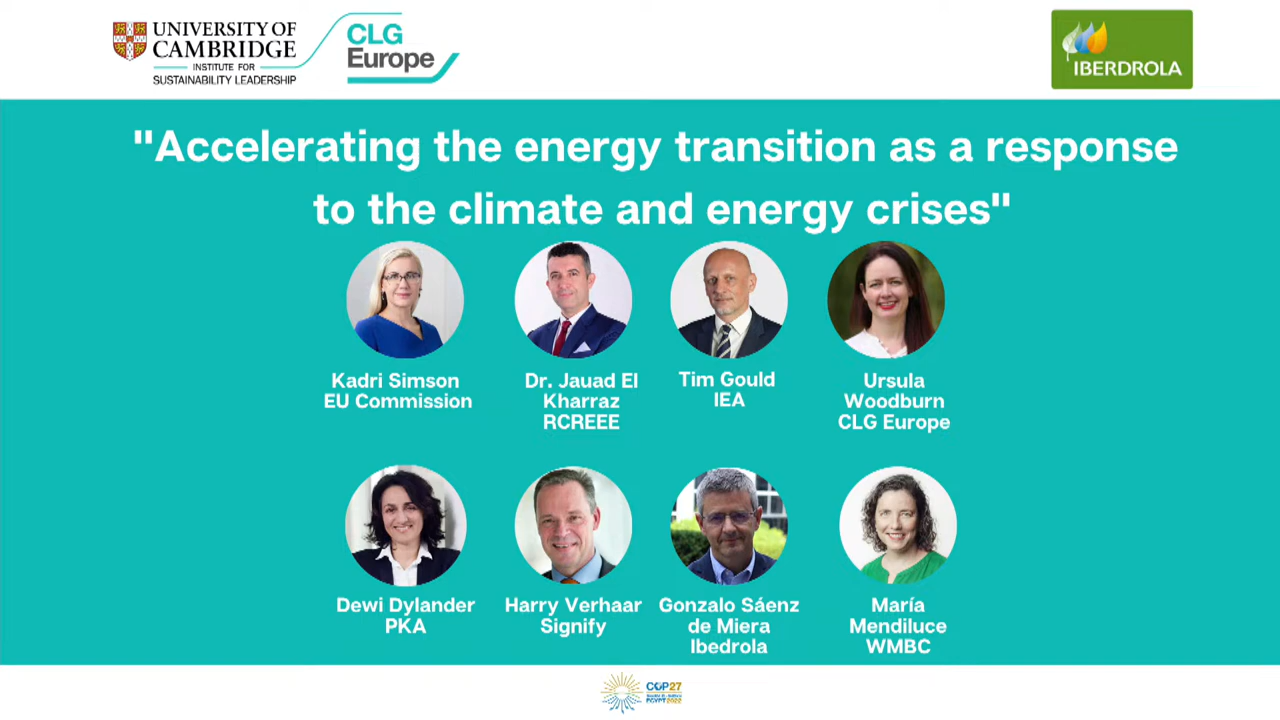 UNIVERSITY OF
CAMBRIDGE
INSTITUTE FOR
SUSTAINABILITY LEADERSHIP
CLG
Europe
IBERDROLA
"Accelerating the energy transition as a response
to the climate and energy crises"
Kadri Simson
EU Commission
Dr. Jauad El
Kharraz
RCREEE
Tim Gould
IEA
Ursula
Woodburn
CLG Europe
Dewi Dylander
PKA
Harry Verhaar
Signify
Gonzalo Sáenz
de Miera
Ibedrola
María
Mendiluce
WMBC
COP27
EGYPT 2022